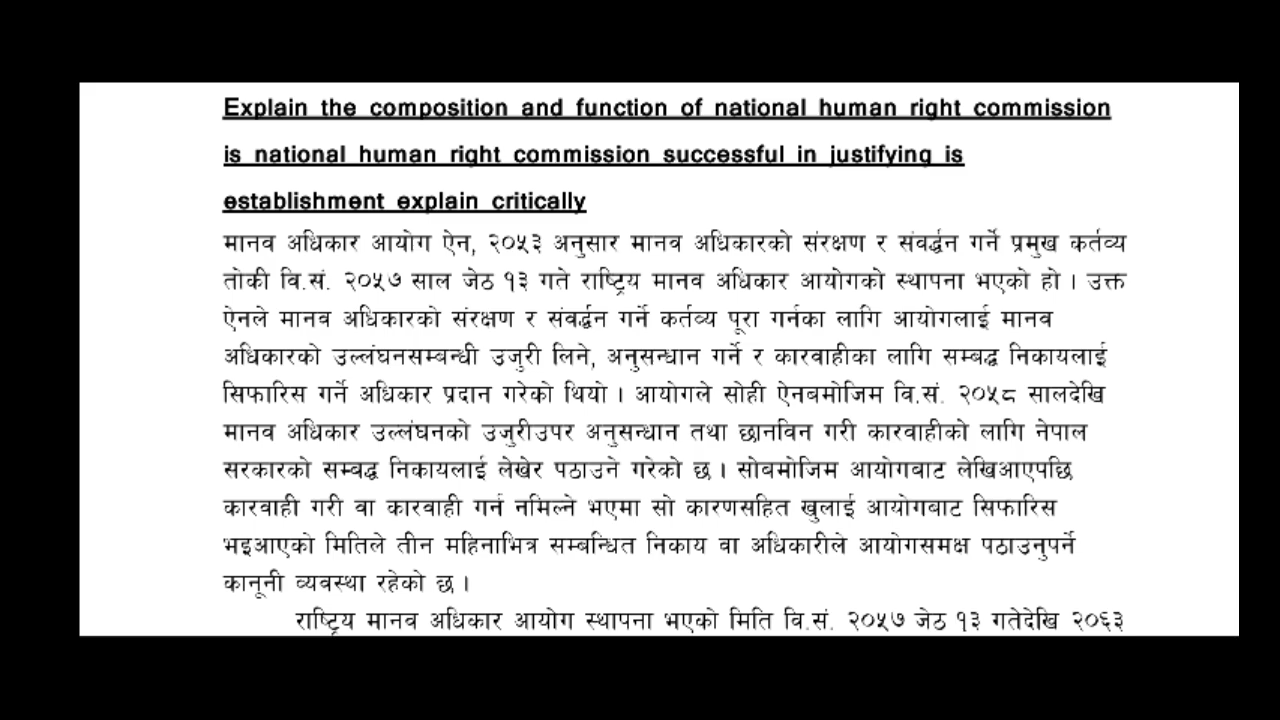 Explain the composition and function of national human right commission
is national human right commission successful in justifying is
establishment explain critically
मानव अधिकार आयोग ऐन, २०५३ अनुसार मानव अधिकारको संरक्षण र संवर्द्धन गर्ने प्रमुख कर्तव्य
तोकी वि.सं. २०५७ साल जेठ १३ गते राष्ट्रिय मानव अधिकार आयोगको स्थापना भएको हो । उक्त
ऐनले मानव अधिकारको संरक्षण र संवर्द्धन गर्ने कर्तव्य पूरा गर्नका लागि आयोगलाई मानव
अधिकारको उल्लंघनसम्बन्धी उजुरी लिने, अनुसन्धान गर्ने र कारवाहीका लागि सम्बद्ध निकायलाई
सिफारिस गर्ने अधिकार प्रदान गरेको थियो । आयोगले सोही ऐनबमोजिम वि.सं. २०५८ सालदेखि
मानव अधिकार उल्लंघनको उजुरीउपर अनुसन्धान तथा छानविन गरी कारवाहीको लागि नेपाल
सरकारको सम्बद्ध निकायलाई लेखेर पठाउने गरेको छ । सोबमोजिम आयोगबाट लेखिआएपछि
कारवाही गरी वा कारवाही गर्न नमिल्ने भएमा सो कारणसहित खुलाई आयोगबाट सिफारिस
भइआएको मितिले तीन महिनाभित्र सम्बन्धित निकाय वा अधिकारीले आयोगसमक्ष पठाउनुपर्ने
कानूनी व्यवस्था रहेको छ ।
राष्ट्रिय मानव अधिकार आयोग स्थापना भएको मिति वि.सं. २०५७ जेठ १३ गतेदेखि २०६३